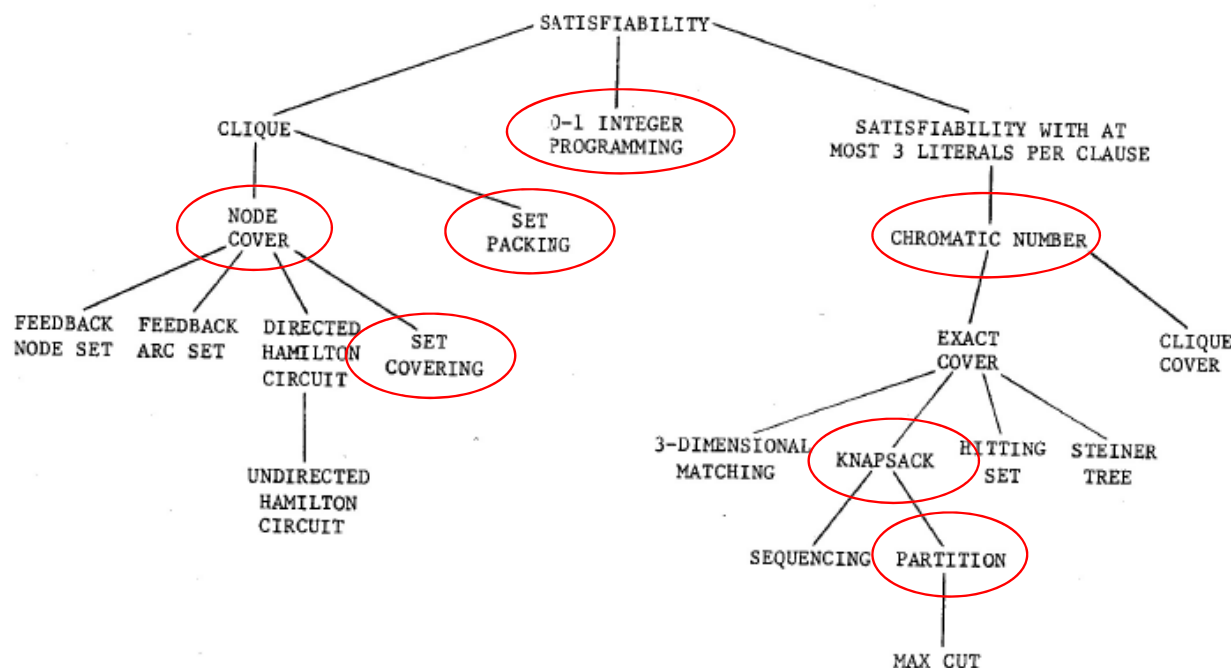 SATISFIABILITY
CLIQUE
0-1 INTEGER
PROGRAMMING
SATISFIABILITY WITH AT
MOST 3 LITERALS PER CLAUSE
NODE
COVER
SET
PACKING
CHROMATIC NUMBER
FEEDBACK
NODE SET
FEEDBACK
ARC SET
DIRECTED
HAMILTON
CIRCUIT
SET
COVERING
EXACT
COVER
CLIQUE
COVER
3-DIMENSIONAL
MATCHING
KNAPSACK
HITTING
SET
STEINER
TREE
UNDIRECTED
HAMILTON
CIRCUIT
SEQUENCING
PARTITION
MAX CUT